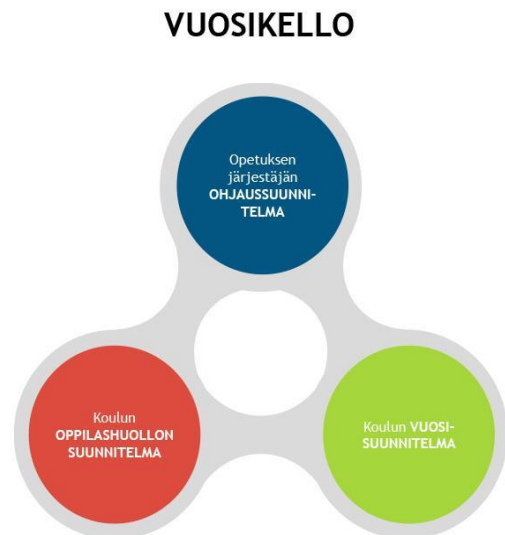 VUOSIKELLO
Opetuksen
järjestäjän
OHJAUSSUUNNI-
TELMA
Koulun
OPPILASHUOLLON
SUUNNITELMA
Koulun VUOSI-
SUUNNITELMA